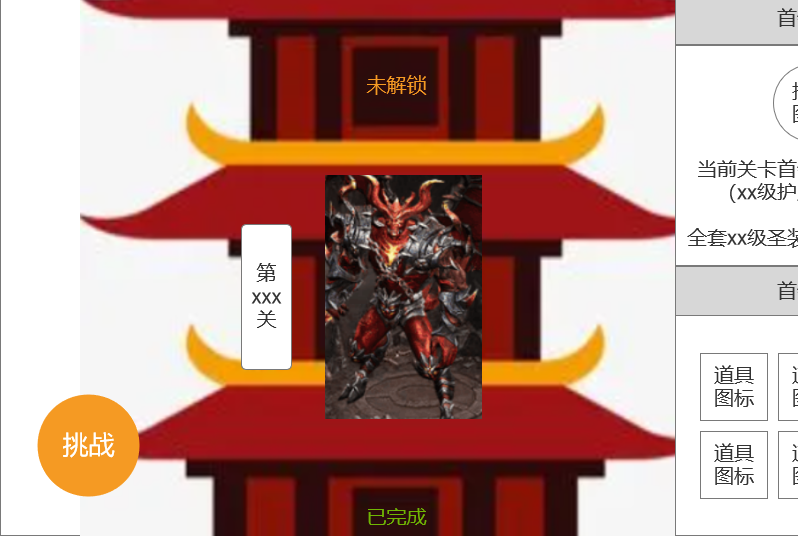 未解锁
第
xxx
关
挑战
已完成
首
当前关卡首
(xx级护
全套xx级圣装
首
道具
图标
道具
图标